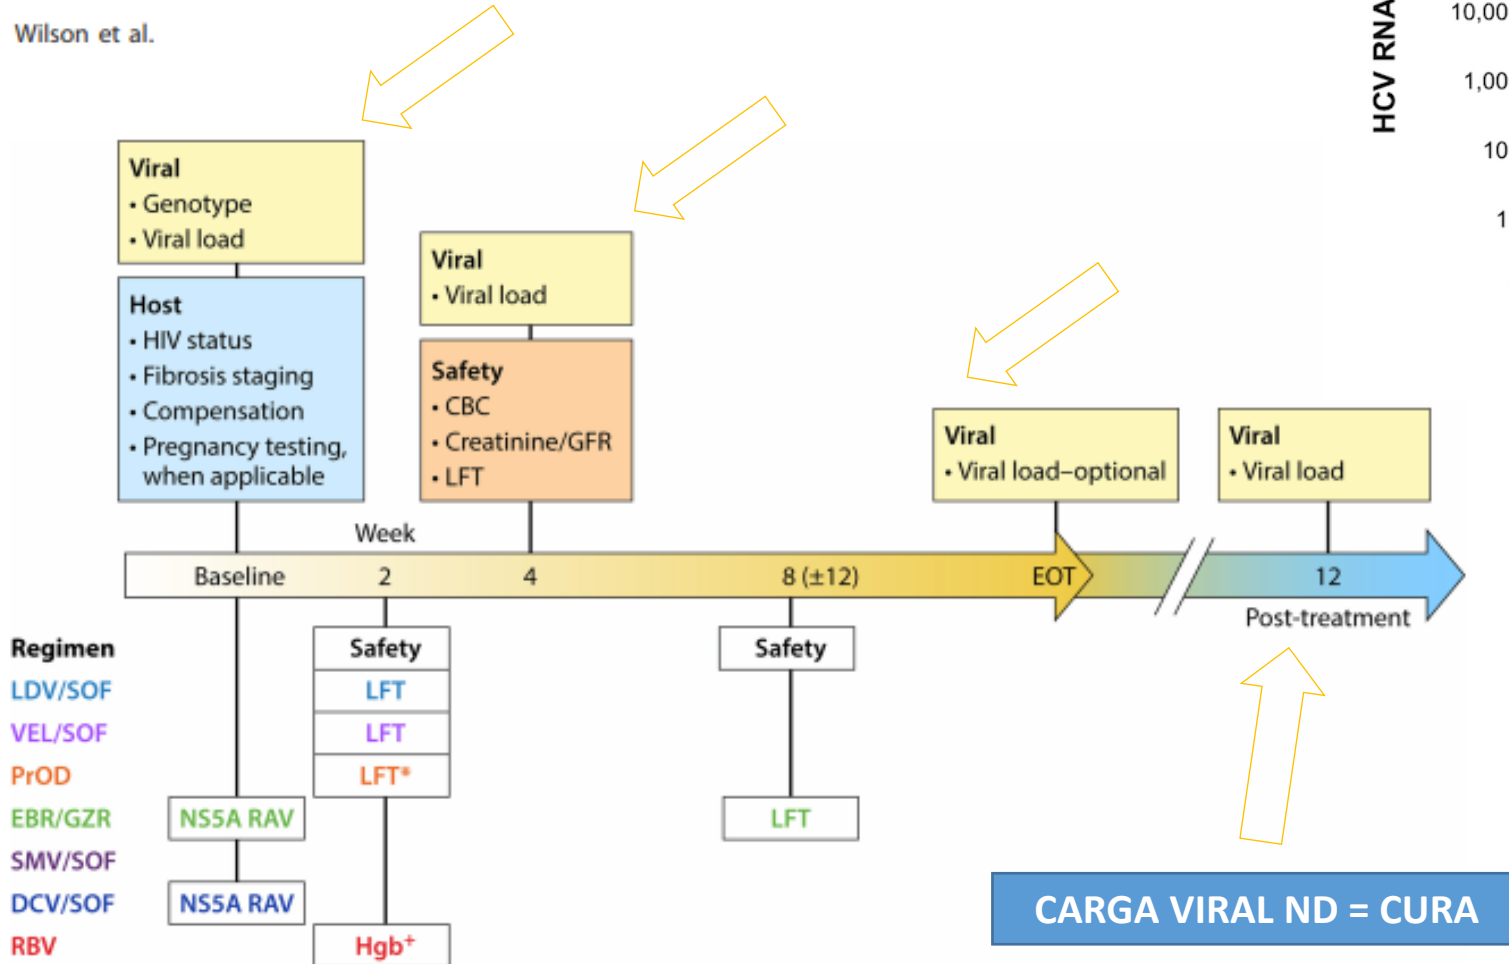 Wilson et al.
HCV RNA
10,00
1,00
10
1
Viral
• Genotype
• Viral load
Host
• HIV status
• Fibrosis staging
• Compensation
• Pregnancy testing,
when applicable
Viral
• Viral load
Safety
• CBC
• Creatinine/GFR
• LFT
Viral
• Viral load–optional
Viral
• Viral load
Week
Baseline 2 4 8 (±12) EOT 12
Post-treatment
Regimen Safety Safety
LDV/SOF LFT
VEL/SOF LFT
PrOD LFT*
EBR/GZR NS5A RAV LFT
SMV/SOF
DCV/SOF NS5A RAV
RBV Hgb+
CARGA VIRAL ND = CURA